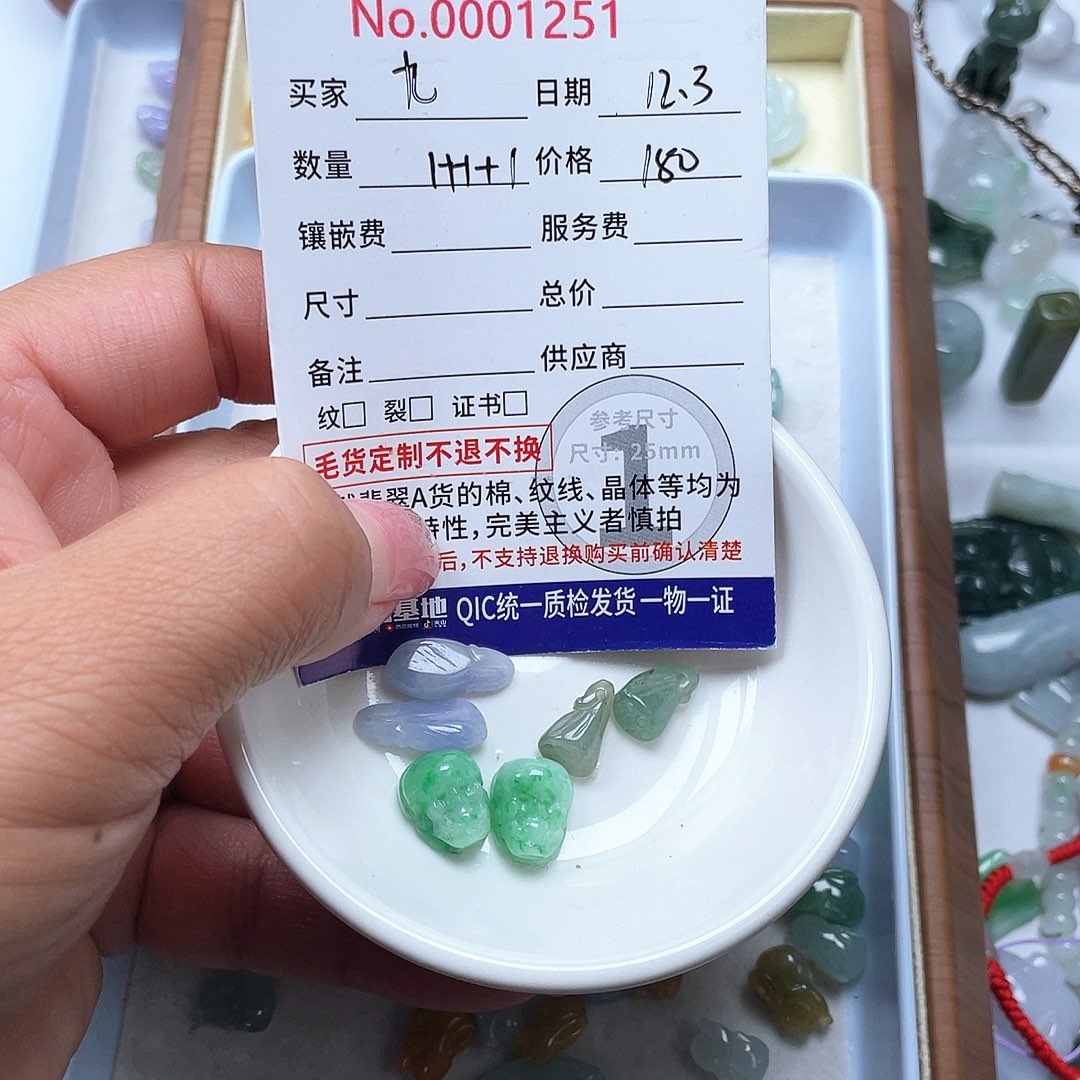 No.0001251
买家 九 日期 12.3
数量 价格 180
镶嵌费 服务费
尺寸 总价
备注 供应商
纹□ 裂□ 证书□
参考尺寸
尺寸: 25mm
1
毛货定制不退不换
翡翠A货的棉、纹线、晶体等均为
特性,完美主义者慎拍
后,不支持退换购买前确认清楚
基地 QIC统一质检发货 一物一证